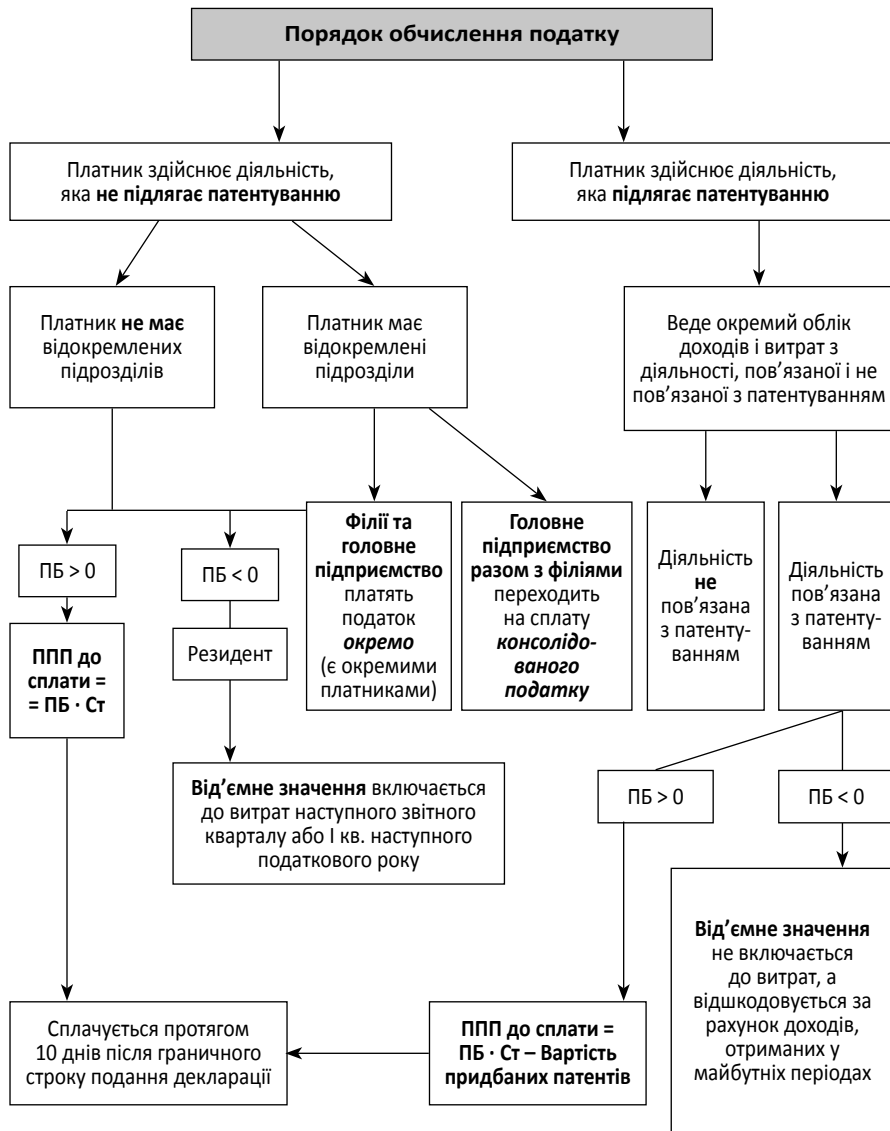 Порядок обчислення податку
Платник здійснює діяльність,
яка не підлягає патентуванню
Платник здійснює діяльність,
яка підлягає патентуванню
Платник не має
відокремлених
підрозділів
Платник має
відокремлені
підрозділи
Веде окремий облік
доходів і витрат з
діяльності, пов’язаної і не
пов’язаної з патентуванням
ПБ > 0
ПБ < 0
Філії та
головне
підприємство
платять
податок
окремо
(є окремими
платниками)
Головне
підприємство
разом з філіями
переходить
на сплату
консолідо-
ваного
податку
Діяльність
не
пов’язана
з патенту-
ванням
Діяльність
пов’язана
з патенту-
ванням
ППП до
сплати =
= ПБ · Ст
Резидент
Від’ємне значення включається
до витрат наступного звітного
кварталу або І кв. наступного
податкового року
ПБ > 0
ПБ < 0
Від’ємне значення
не включається
до витрат, а
відшкодовується за
рахунок доходів,
отриманих у
майбутніх періодах
Сплачується протягом
10 днів після граничного
строку подання декларації
ППП до сплати =
ПБ · Ст – Вартість
придбаних патентів